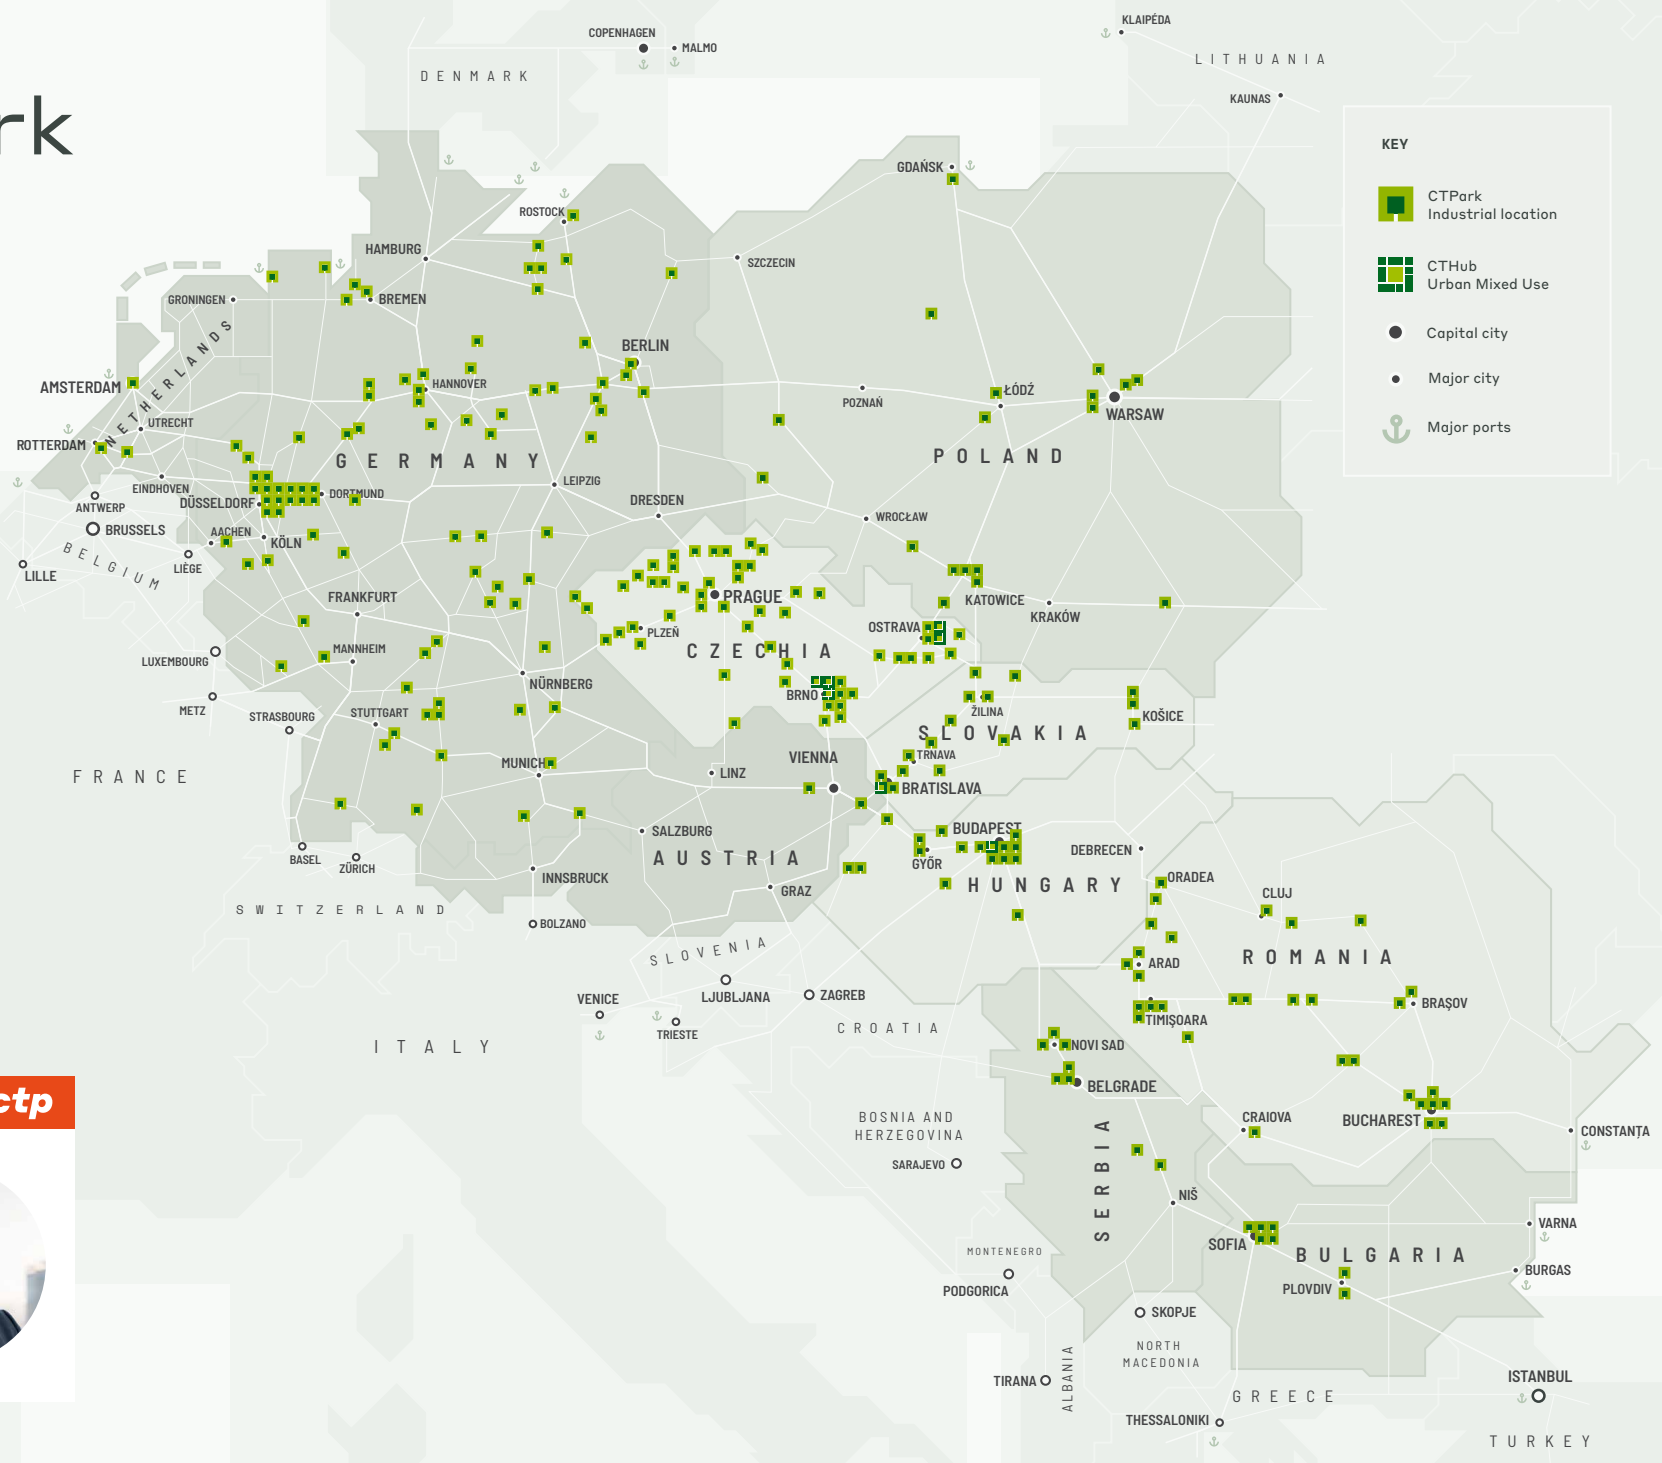 rk
COPENHAGEN
MALMO
DENMARK
KLAIPÉDA
LITHUANIA
KAUNAS
KEY
CTPark
Industrial location
CTHub
Urban Mixed Use
Capital city
Major city
Major ports
GDAŃSK
ROSTOCK
HAMBURG
SZCZECIN
GRONINGEN
BREMEN
NETHERLANDS
BERLIN
AMSTERDAM
HANNOVER
POZNAŃ
ŁÓDŹ
WARSAW
UTRECHT
ROTTERDAM
GERMANY
POLAND
EINDHOVEN
DÜSSELDORF
DORTMUND
LEIPZIG
DRESDEN
ANTWERP
BRUSSELS
AACHEN
KÖLN
WROCŁAW
BELGIUM
LIÈGE
LILLE
FRANKFURT
PRAGUE
KATOWICE
KRAKÓW
OSTRAVA
PLZEŇ
CZECHIA
LUXEMBOURG
MANNHEIM
NÜRNBERG
BRNO
METZ
STRASBOURG
STUTTGART
ŽILINA
KOŠICE
SLOVAKIA
FRANCE
MUNICH
LINZ
VIENNA
TRNAVA
BRATISLAVA
SALZBURG
BUDAPEST
AUSTRIA
GYŐR
DEBRECEN
BASEL
ZÜRICH
INNSBRUCK
GRAZ
HUNGARY
ORADEA
CLUJ
SWITZERLAND
BOLZANO
SLOVENIA
ROMANIA
ARAD
LJUBLJANA
ZAGREB
VENICE
TRIESTE
CROATIA
TIMIȘOARA
BRAȘOV
ITALY
NOVI SAD
BELGRADE
ctp
BOSNIA AND
HERZEGOVINA
SARAJEVO
CRAIOVA
BUCHAREST
CONSTANȚA
SERBIA
NIŠ
VARNA
SOFIA
BULGARIA
MONTENEGRO
BURGAS
PODGORICA
PLOVDIV
SKOPJE
NORTH
MACEDONIA
TIRANA
ALBANIA
ISTANBUL
GREECE
THESSALONIKI
TURKEY